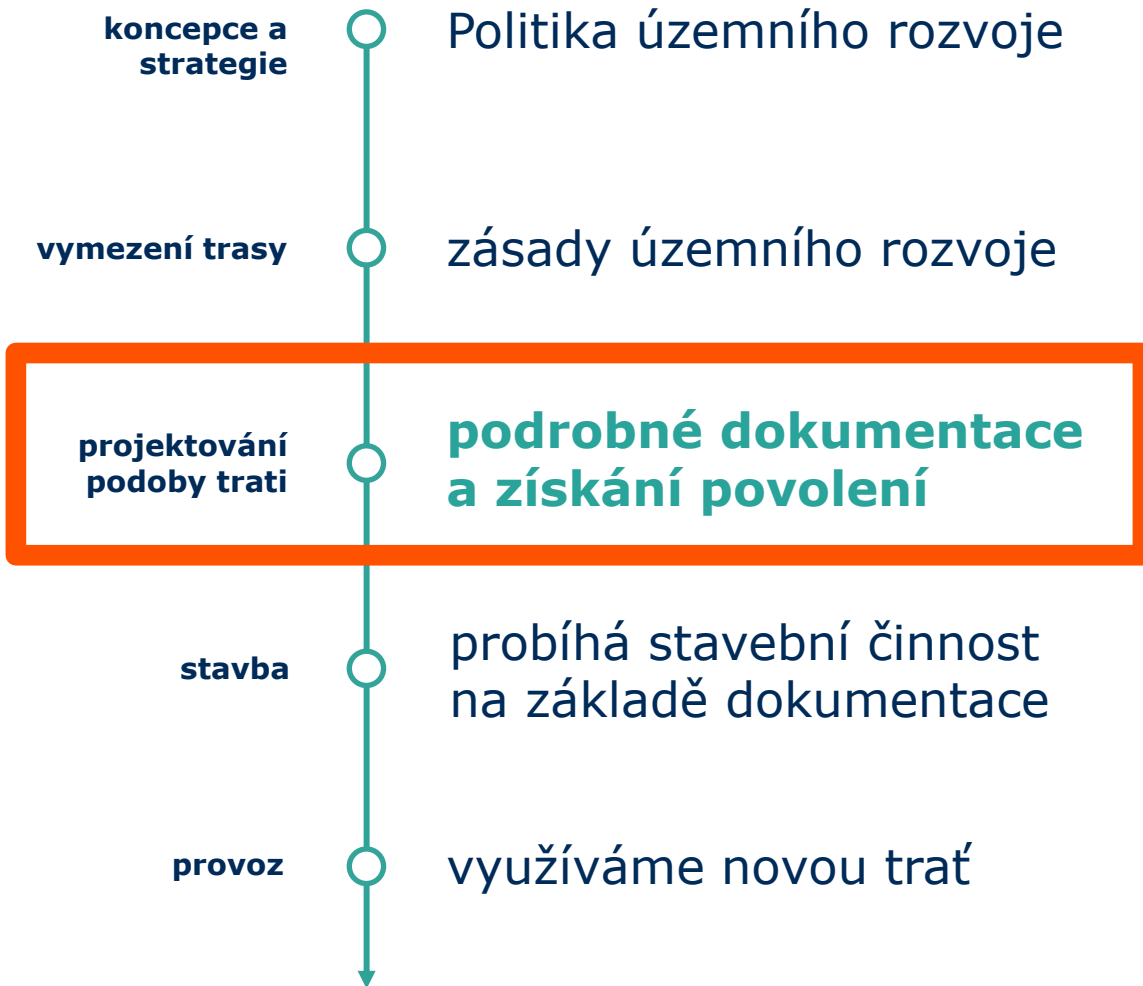 koncepce a
strategie
Politika územního rozvoje
vymezení trasy
zásady územního rozvoje
projektování
podoby trati
podrobné dokumentace
a získání povolení
stavba
probíhá stavební činnost
na základě dokumentace
provoz
využíváme novou trať